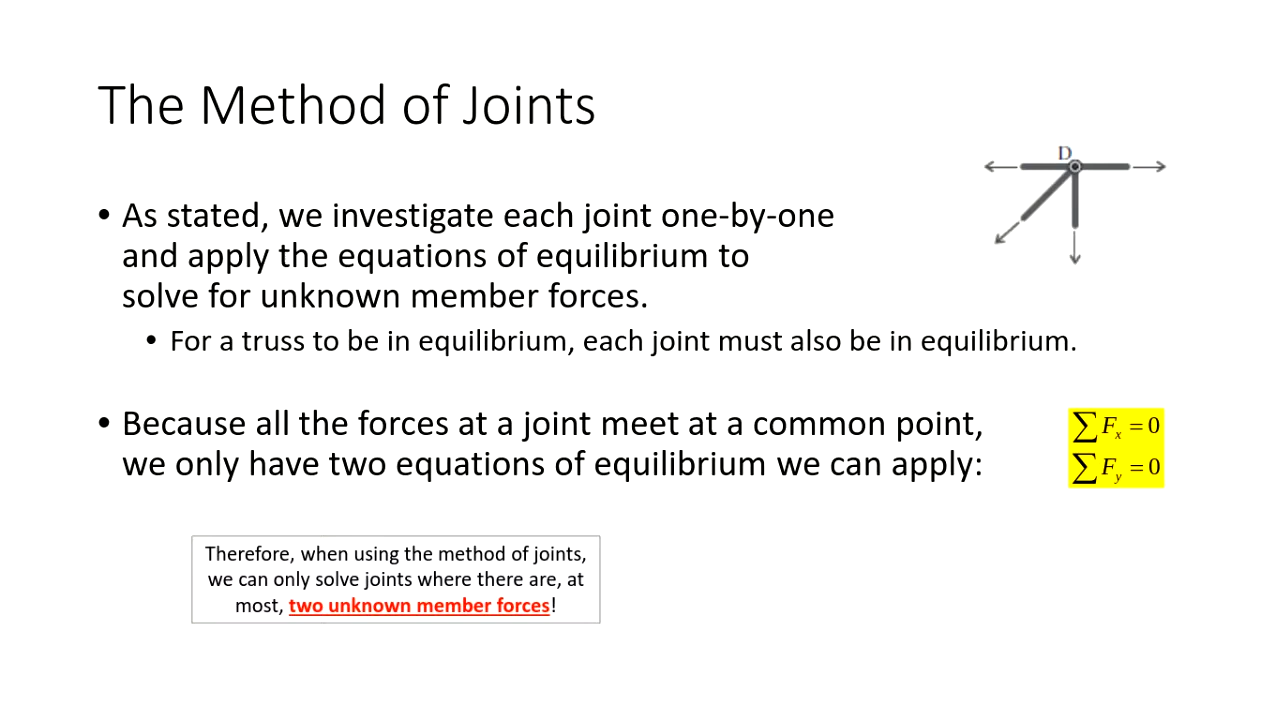 The Method of Joints
D
• As stated, we investigate each joint one-by-one
and apply the equations of equilibrium to
solve for unknown member forces.
• For a truss to be in equilibrium, each joint must also be in equilibrium.
• Because all the forces at a joint meet at a common point,
we only have two equations of equilibrium we can apply:
∑ Fₓ = 0
∑ F_y = 0
Therefore, when using the method of joints,
we can only solve joints where there are, at
most, two unknown member forces!